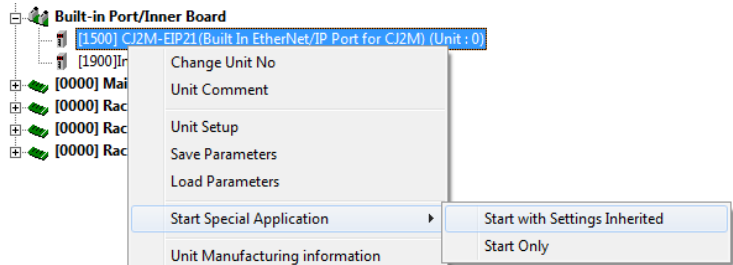 Built-in Port/Inner Board
[1500] CJ2M-EIP21(Built In EtherNet/IP Port for CJ2M) (Unit : 0)
[1900]In
[0000] Mai
[0000] Rac
[0000] Rac
[0000] Rac
Change Unit No
Unit Comment
Unit Setup
Save Parameters
Load Parameters
Start Special Application
Unit Manufacturing information
Start with Settings Inherited
Start Only